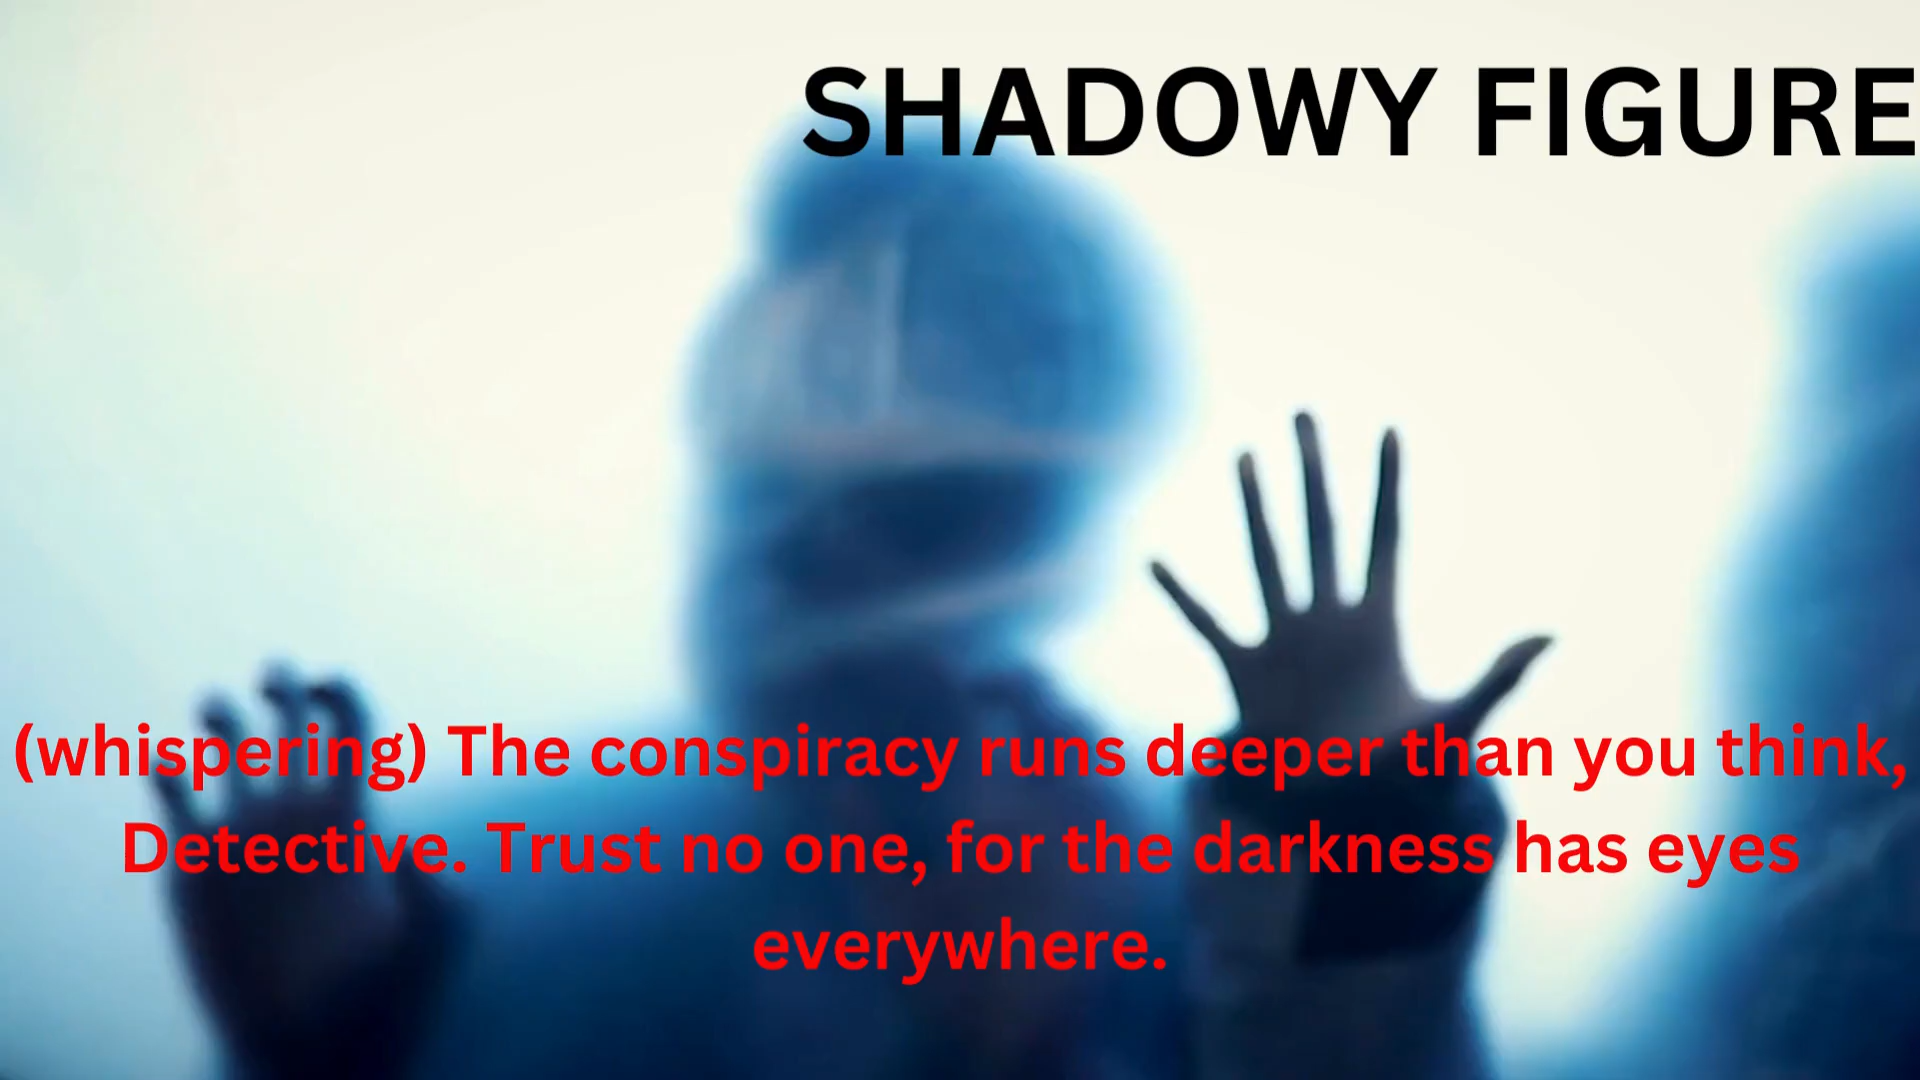 SHADOWY FIGURE
(whispering) The conspiracy runs deeper than you think,
Detective. Trust no one, for the darkness has eyes
everywhere.